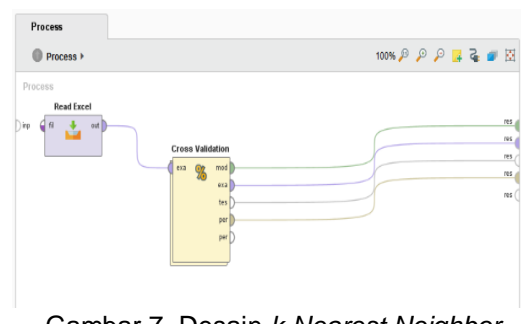 Process
Process
100%
Process
Read Excel
inp
fil
out
Cross Validation
exa
mod
exa
tes
per
per
res
res
res
res
res
Gambar 7. Desain k-Nearest Neighbor